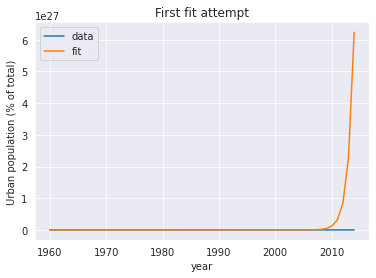 First fit attempt
1e27
data
fit
6
5
4
3
2
1
0
Urban population (% of total)
1960
1970
1980
1990
2000
2010
year